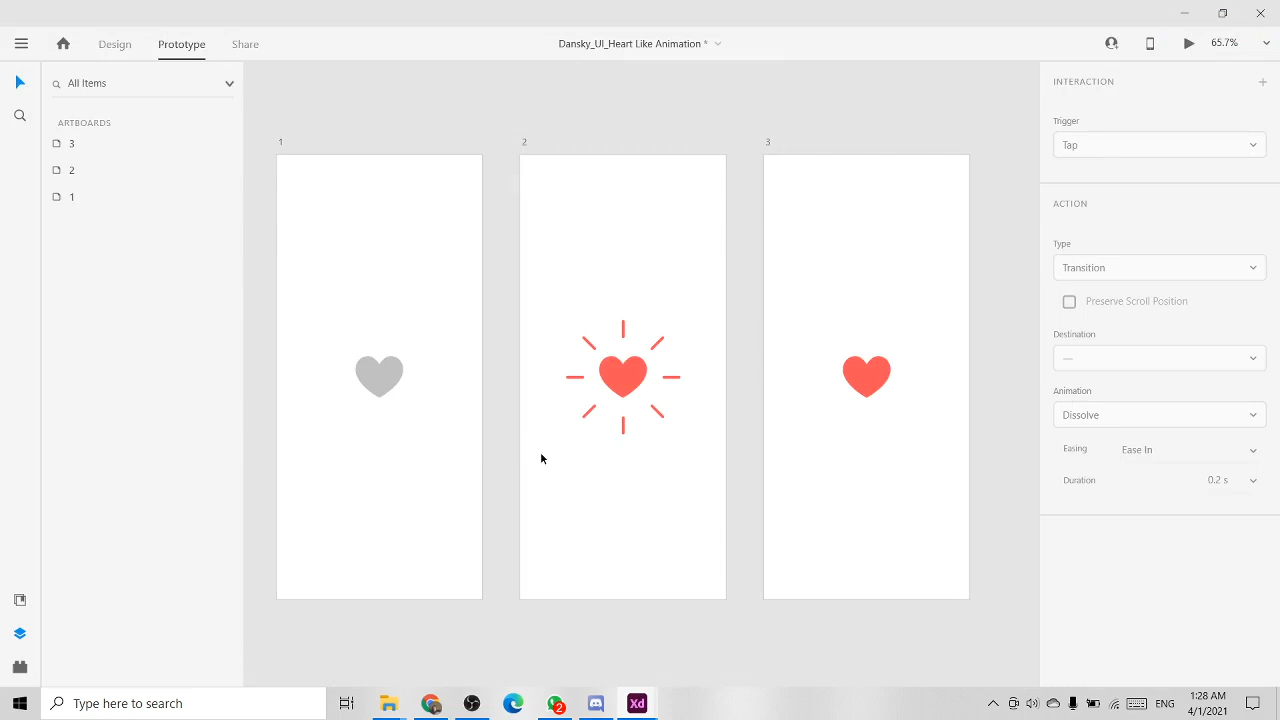 Design
Prototype
Share
Dansky_UI_Heart Like Animation *
65.7%
All Items
ARTBOARDS
3
2
1
1
2
3
INTERACTION
Trigger
Tap
ACTION
Type
Transition
Preserve Scroll Position
Destination
—
Animation
Dissolve
Easing
Ease In
Duration
0.2 s
Type here to search
2
Xd
ENG
1:28 AM
4/1/2021